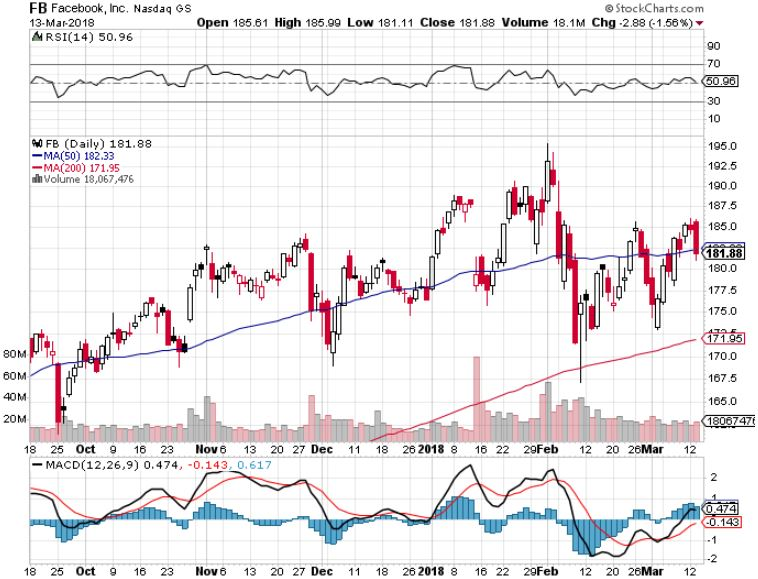 FB Facebook, Inc. Nasdaq GS © StockCharts.com
13-Mar-2018 Open 185.61 High 185.99 Low 181.11 Close 181.88 Volume 18.1M Chg -2.88 (-1.56%)
RSI(14) 50.96
90
70
50.96
30
10
FB (Daily) 181.88
MA(50) 182.33
MA(200) 171.95
Volume 18,067,476
195.0
192.5
190.0
187.5
185.0
181.88
180.0
177.5
175.0
171.95
170.0
167.5
165.0
18067476
80M
60M
40M
20M
18 25 Oct 9 16 23 Nov 6 13 20 27 Dec 11 18 26 2018 8 16 22 29 Feb 12 20 26 Mar 12
MACD(12,26,9) 0.474, -0.143, 0.617
2
1
0.474
-0.143
-1
-2
18 25 Oct 9 16 23 Nov 6 13 20 27 Dec 11 18 26 2018 8 16 22 29 Feb 12 20 26 Mar 12